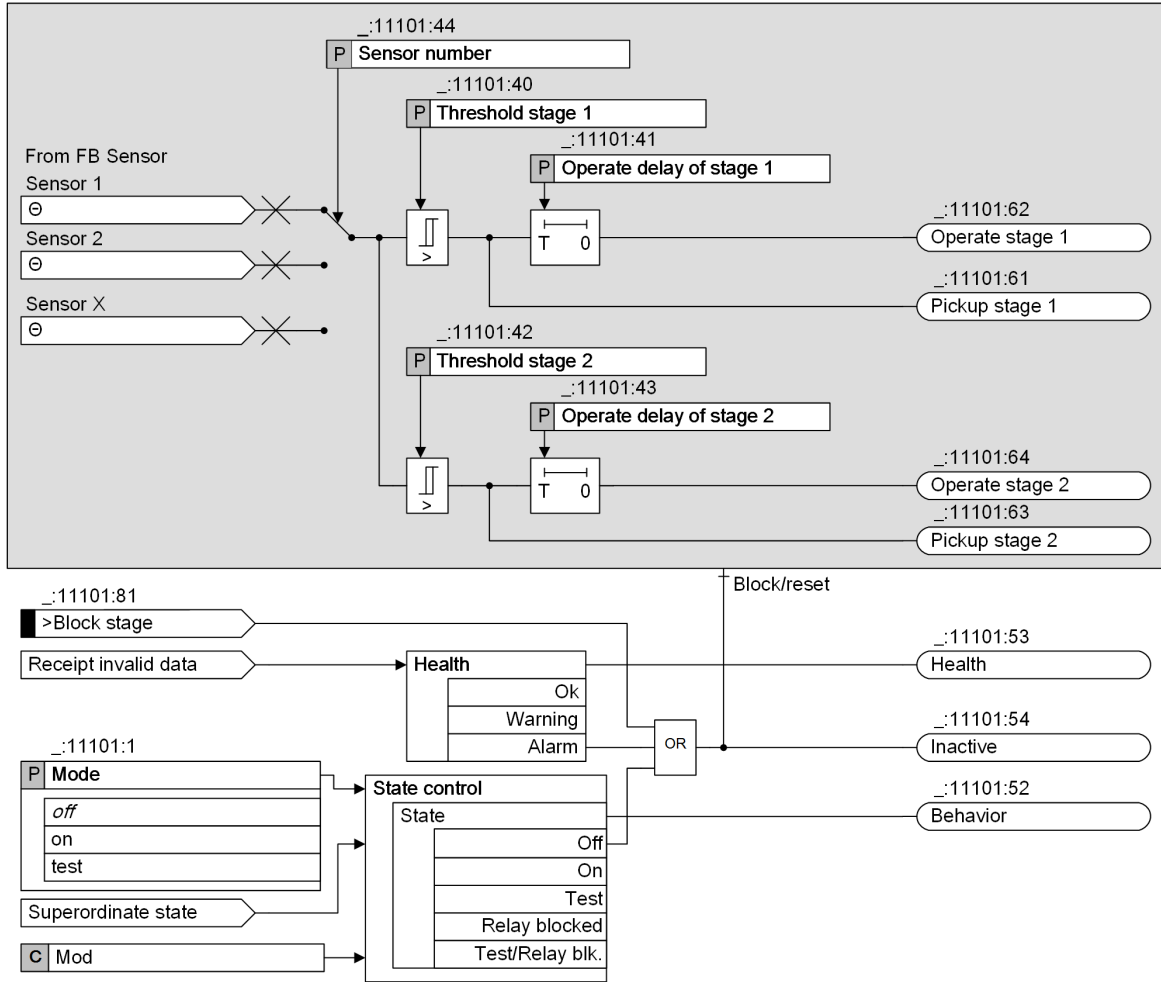 _:11101:44
P Sensor number
_:11101:40
P Threshold stage 1
_:11101:41
P Operate delay of stage 1
From FB Sensor
Sensor 1
Θ
Sensor 2
Θ
Sensor X
Θ
>
T 0
_:11101:62
Operate stage 1
_:11101:61
Pickup stage 1
_:11101:42
P Threshold stage 2
_:11101:43
P Operate delay of stage 2
>
T 0
_:11101:64
Operate stage 2
_:11101:63
Pickup stage 2
Block/reset
_:11101:81
>Block stage
Receipt invalid data
Health
Ok
Warning
Alarm
OR
_:11101:53
Health
_:11101:54
Inactive
_:11101:52
Behavior
_:11101:1
P Mode
off
on
test
Superordinate state
C Mod
State control
State
Off
On
Test
Relay blocked
Test/Relay blk.